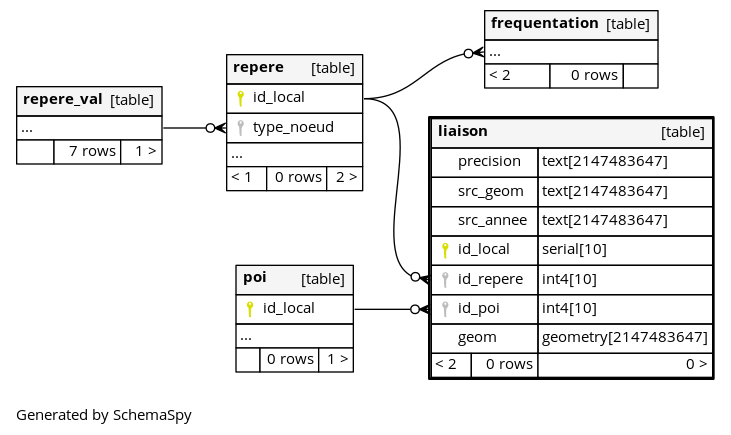 frequentation [table]
...
< 2 0 rows
repere [table]
id_local
type_noeud
...
< 1 0 rows 2 >
repere_val [table]
...
7 rows 1 >
liaison [table]
precision text[2147483647]
src_geom text[2147483647]
src_annee text[2147483647]
id_local serial[10]
id_repere int4[10]
id_poi int4[10]
geom geometry[2147483647]
< 2 0 rows 0 >
poi [table]
id_local
...
0 rows 1 >
Generated by SchemaSpy